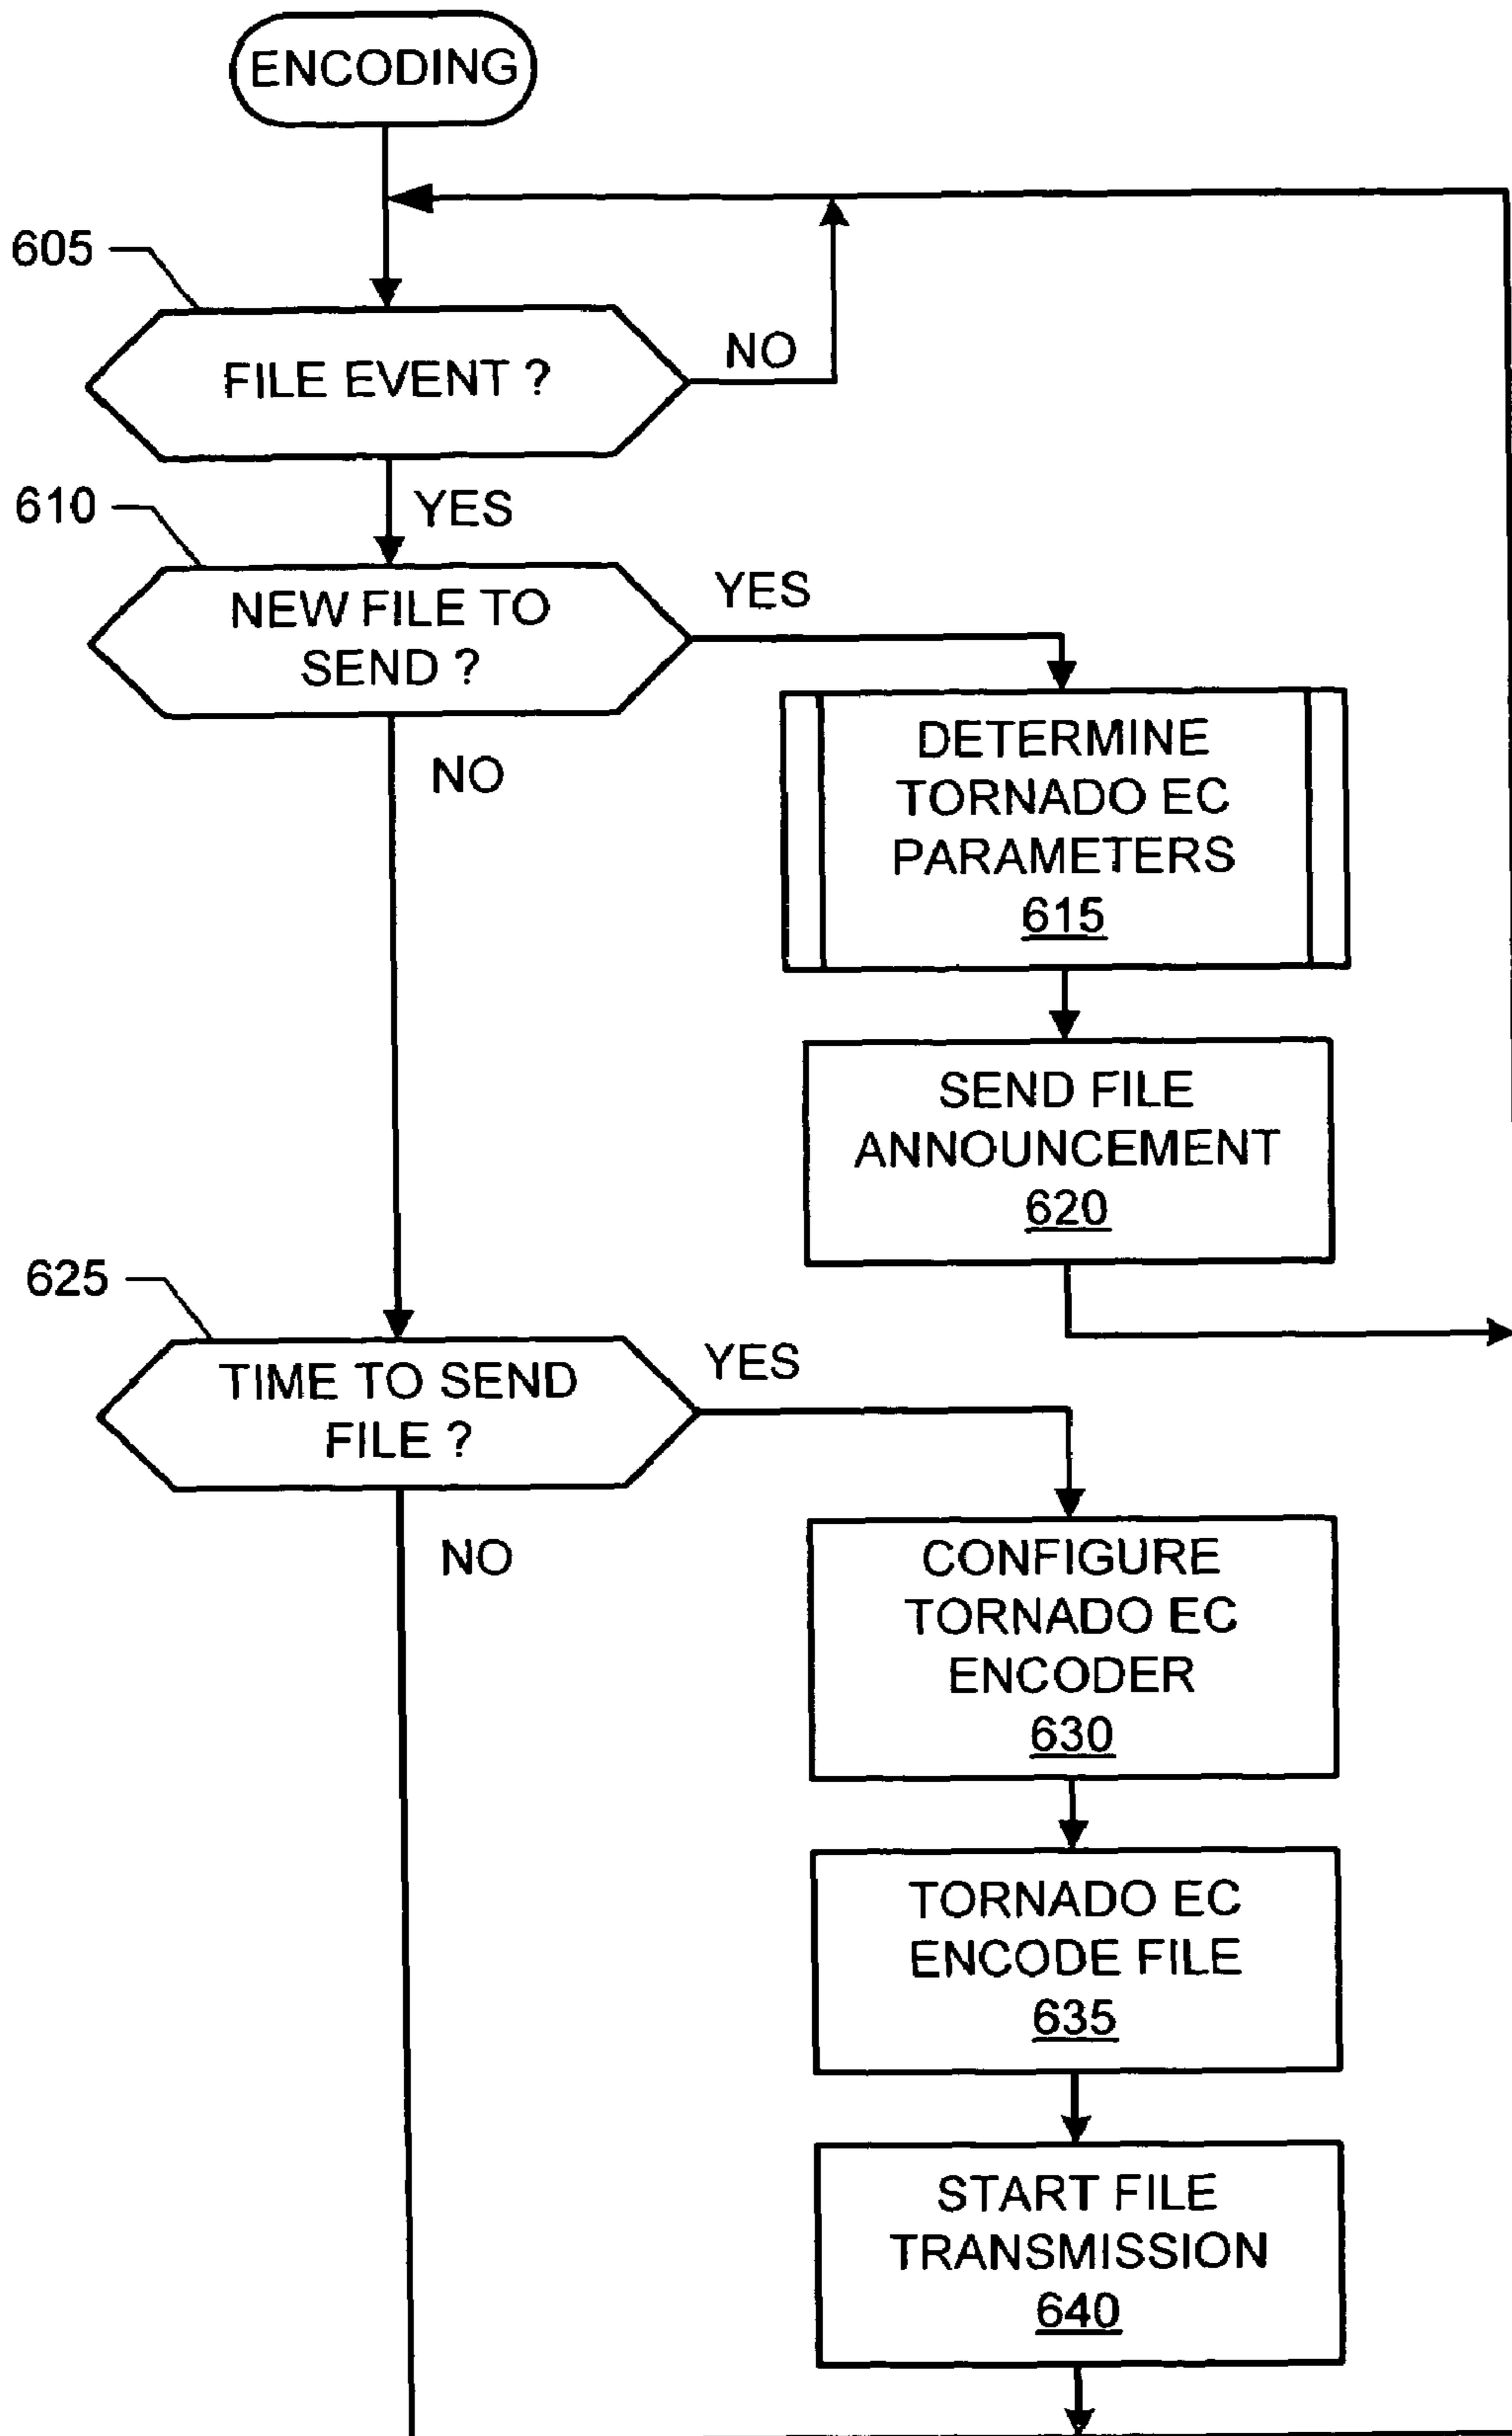 ENCODING
605
FILE EVENT ?
NO
610
YES
NEW FILE TO
SEND ?
YES
NO
DETERMINE
TORNADO EC
PARAMETERS
615
SEND FILE
ANNOUNCEMENT
620
625
TIME TO SEND
FILE ?
YES
NO
CONFIGURE
TORNADO EC
ENCODER
630
TORNADO EC
ENCODE FILE
635
START FILE
TRANSMISSION
640